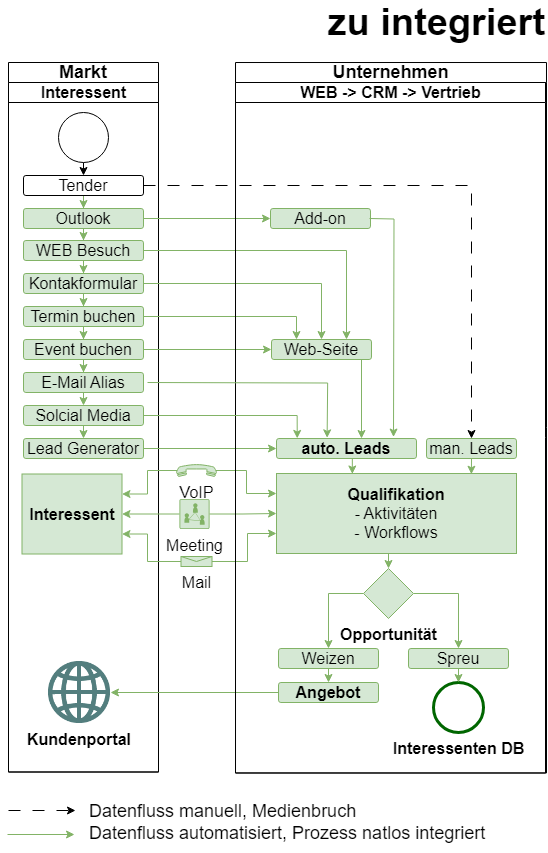 zu integriert
Markt
Unternehmen
Interessent
WEB -> CRM -> Vertrieb
Tender
Outlook
Add-on
WEB Besuch
Kontakformular
Termin buchen
Event buchen
Web-Seite
E-Mail Alias
Solcial Media
Lead Generator
auto. Leads
man. Leads
VoIP
Qualifikation
- Aktivitäten
- Workflows
Interessent
Meeting
Mail
Opportunität
Weizen
Spreu
Angebot
Kundenportal
Interessenten DB
Datenfluss manuell, Medienbruch
Datenfluss automatisiert, Prozess natlos integriert